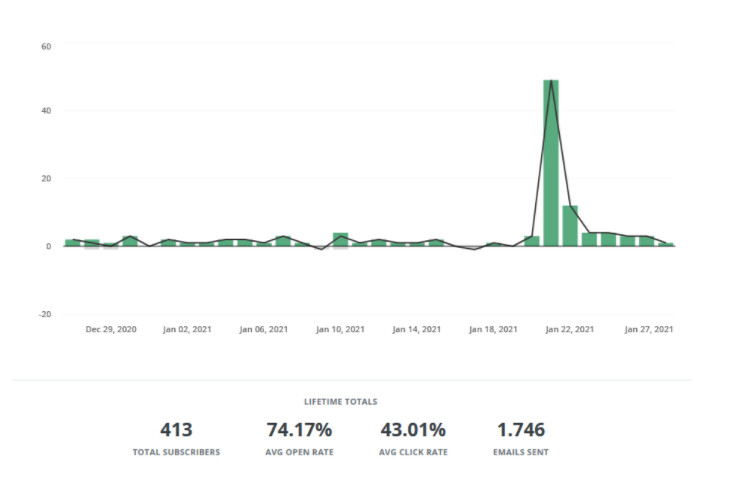 60
40
20
0
-20
Dec 29, 2020 Jan 02, 2021 Jan 06, 2021 Jan 10, 2021 Jan 14, 2021 Jan 18, 2021 Jan 22, 2021 Jan 27, 2021
LIFETIME TOTALS
413 74.17% 43.01% 1.746
TOTAL SUBSCRIBERS AVG OPEN RATE AVG CLICK RATE EMAILS SENT